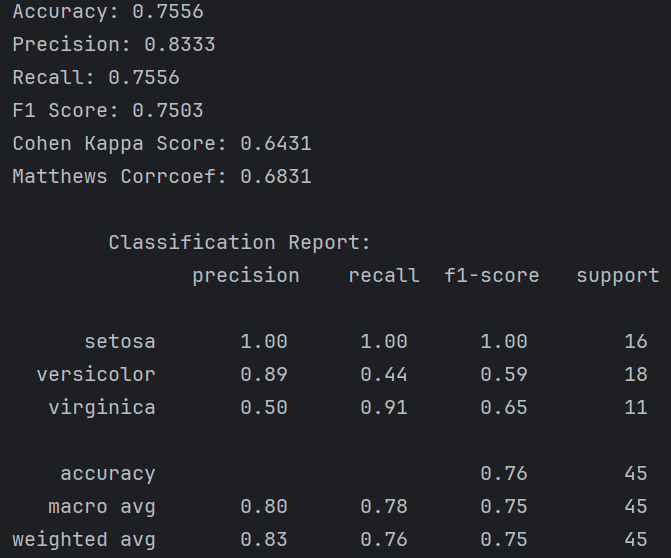 Accuracy: 0.7556
Precision: 0.8333
Recall: 0.7556
F1 Score: 0.7503
Cohen Kappa Score: 0.6431
Matthews Corrcoef: 0.6831
Classification Report:
precision recall f1-score support
setosa 1.00 1.00 1.00 16
versicolor 0.89 0.44 0.59 18
virginica 0.50 0.91 0.65 11
accuracy 0.76 45
macro avg 0.80 0.78 0.75 45
weighted avg 0.83 0.76 0.75 45